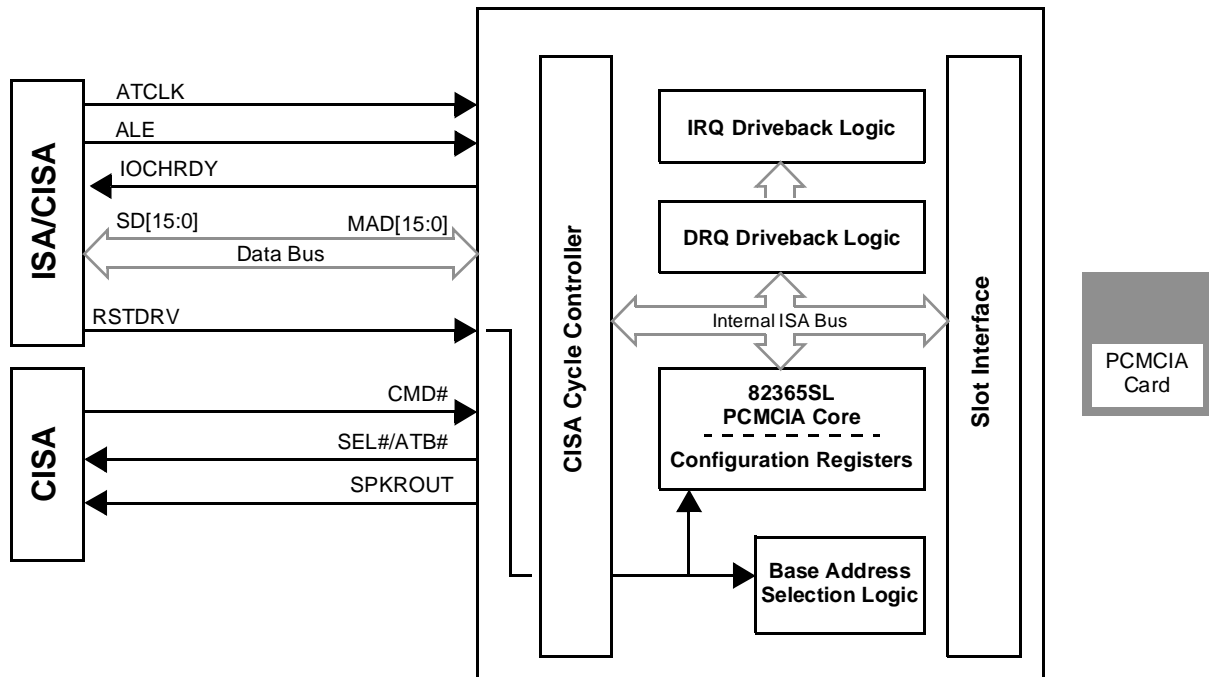 ISA/CISA
ATCLK
ALE
IOCHRDY
SD[15:0]
MAD[15:0]
Data Bus
RSTDRV
CISA
CMD#
SEL#/ATB#
SPKROUT
CISA Cycle Controller
IRQ Driveback Logic
DRQ Driveback Logic
Internal ISA Bus
82365SL
PCMCIA Core
Configuration Registers
Base Address
Selection Logic
Slot Interface
PCMCIA
Card